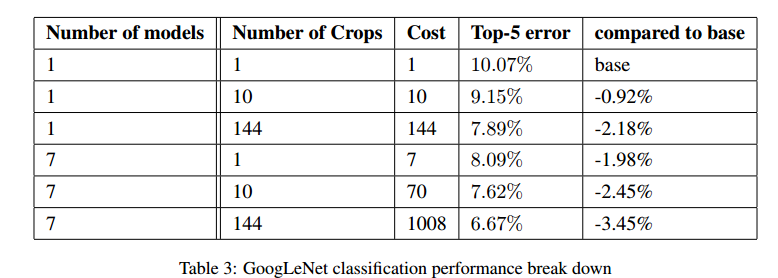 Number of models Number of Crops Cost Top-5 error compared to base
1 1 1 10.07% base
1 10 10 9.15% -0.92%
1 144 144 7.89% -2.18%
7 1 7 8.09% -1.98%
7 10 70 7.62% -2.45%
7 144 1008 6.67% -3.45%
Table 3: GoogLeNet classification performance break down